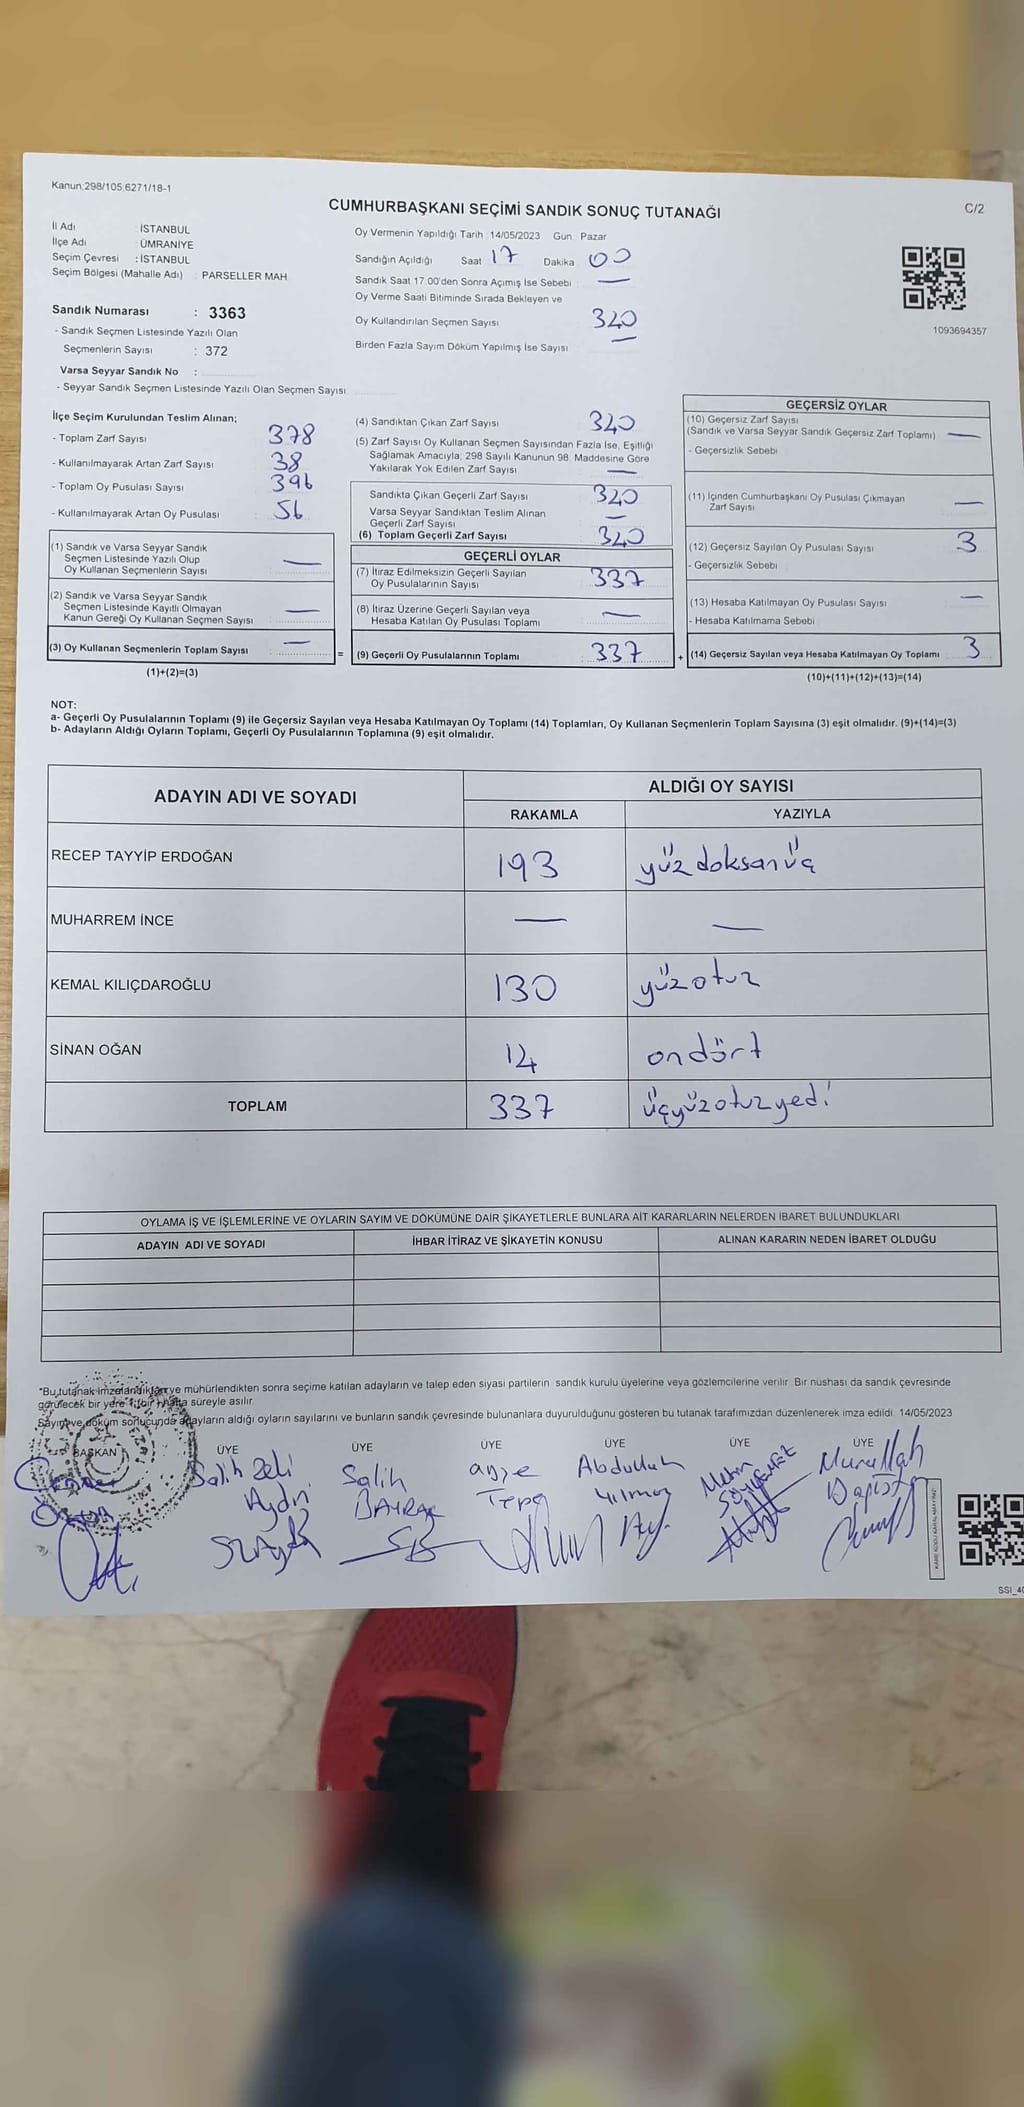 Kanun;298/105;6271/18-1
C/2
CUMHURBAŞKANI SEÇİMİ SANDIK SONUÇ TUTANAĞI
İl Adı : İSTANBUL
İlçe Adı : ÜMRANİYE
Seçim Çevresi : İSTANBUL
Seçim Bölgesi (Mahalle Adı) : PARSELLER MAH.
Sandık Numarası : 3363
- Sandık Seçmen Listesinde Yazılı Olan
Seçmenlerin Sayısı : 372
Varsa Seyyar Sandık No :
- Seyyar Sandık Seçmen Listesinde Yazılı Olan Seçmen Sayısı
Oy Vermenin Yapıldığı Tarih : 14/05/2023 Gün : Pazar
Sandığın Açıldığı Saat 17 Dakika 00
Sandık Saat 17:00'den Sonra Açımış İse Sebebi : —
Oy Verme Saati Bitiminde Sırada Bekleyen ve
Oy Kullandırılan Seçmen Sayısı 320
Birden Fazla Sayım Döküm Yapılmış İse Sayısı : —
1093694357
İlçe Seçim Kurulundan Teslim Alınan;
- Toplam Zarf Sayısı 378
- Kullanılmayarak Artan Zarf Sayısı 38
- Toplam Oy Pusulası Sayısı 396
- Kullanılmayarak Artan Oy Pusulası 56
(1) Sandık ve Varsa Seyyar Sandık
Seçmen Listesinde Yazılı Olup
Oy Kullanan Seçmenlerin Sayısı —
(2) Sandık ve Varsa Seyyar Sandık
Seçmen Listesinde Kayıtlı Olmayan
Kanun Gereği Oy Kullanan Seçmen Sayısı —
(3) Oy Kullanan Seçmenlerin Toplam Sayısı —
(1)+(2)=(3)
=
(4) Sandıktan Çıkan Zarf Sayısı 340
(5) Zarf Sayısı Oy Kullanan Seçmen Sayısından Fazla İse, Eşitliği
Sağlamak Amacıyla; 298 Sayılı Kanunun 98. Maddesine Göre
Yakılarak Yok Edilen Zarf Sayısı —
Sandıkta Çıkan Geçerli Zarf Sayısı 340
Varsa Seyyar Sandıktan Teslim Alınan
Geçerli Zarf Sayısı —
(6) Toplam Geçerli Zarf Sayısı 340
GEÇERLİ OYLAR
(7) İtiraz Edilmeksizin Geçerli Sayılan
Oy Pusulalarının Sayısı 337
(8) İtiraz Üzerine Geçerli Sayılan veya
Hesaba Katılan Oy Pusulası Toplamı —
(9) Geçerli Oy Pusulalarının Toplamı 337
+
GEÇERSİZ OYLAR
(10) Geçersiz Zarf Sayısı
(Sandık ve Varsa Seyyar Sandık Geçersiz Zarf Toplamı) —
- Geçersizlik Sebebi :
(11) İçinden Cumhurbaşkanı Oy Pusulası Çıkmayan
Zarf Sayısı —
(12) Geçersiz Sayılan Oy Pusulası Sayısı 3
- Geçersizlik Sebebi :
(13) Hesaba Katılmayan Oy Pusulası Sayısı —
- Hesaba Katılmama Sebebi :
(14) Geçersiz Sayılan veya Hesaba Katılmayan Oy Toplamı 3
(10)+(11)+(12)+(13)=(14)
NOT:
a- Geçerli Oy Pusulalarının Toplamı (9) ile Geçersiz Sayılan veya Hesaba Katılmayan Oy Toplamı (14) Toplamları, Oy Kullanan Seçmenlerin Toplam Sayısına (3) eşit olmalıdır. (9)+(14)=(3)
b- Adayların Aldığı Oyların Toplamı, Geçerli Oy Pusulalarının Toplamına (9) eşit olmalıdır.
ADAYIN ADI VE SOYADI ALDIĞI OY SAYISI
RAKAMLA YAZIYLA
RECEP TAYYİP ERDOĞAN 193 yüzdoksanüç
MUHARREM İNCE — —
KEMAL KILIÇDAROĞLU 130 yüzotuz
SİNAN OĞAN 14 ondört
TOPLAM 337 üçyüzotuzyedi
OYLAMA İŞ VE İŞLEMLERİNE VE OYLARIN SAYIM VE DÖKÜMÜNE DAİR ŞİKAYETLERLE BUNLARA AİT KARARLARIN NELERDEN İBARET BULUNDUKLARI
ADAYIN ADI VE SOYADI İHBAR İTİRAZ VE ŞİKAYETİN KONUSU ALINAN KARARIN NEDEN İBARET OLDUĞU
*Bu tutanak imzalandıktan ve mühürlendikten sonra seçime katılan adayların ve talep eden siyasi partilerin sandık kurulu üyelerine veya gözlemcilerine verilir. Bir nüshası da sandık çevresinde
görülecek bir yere 1 (bir) hafta süreyle asılır.
Sayım ve döküm sonucunda adayların aldığı oyların sayılarını ve bunların sandık çevresinde bulunanlara duyurulduğunu gösteren bu tutanak tarafımızdan düzenlenerek imza edildi. 14/05/2023
BAŞKAN ÜYE ÜYE ÜYE ÜYE ÜYE ÜYE
Salih Zeki Salih ayşe Abdullah Metin Nurullah
Aydın BAYRAK Tepe Yılmaz